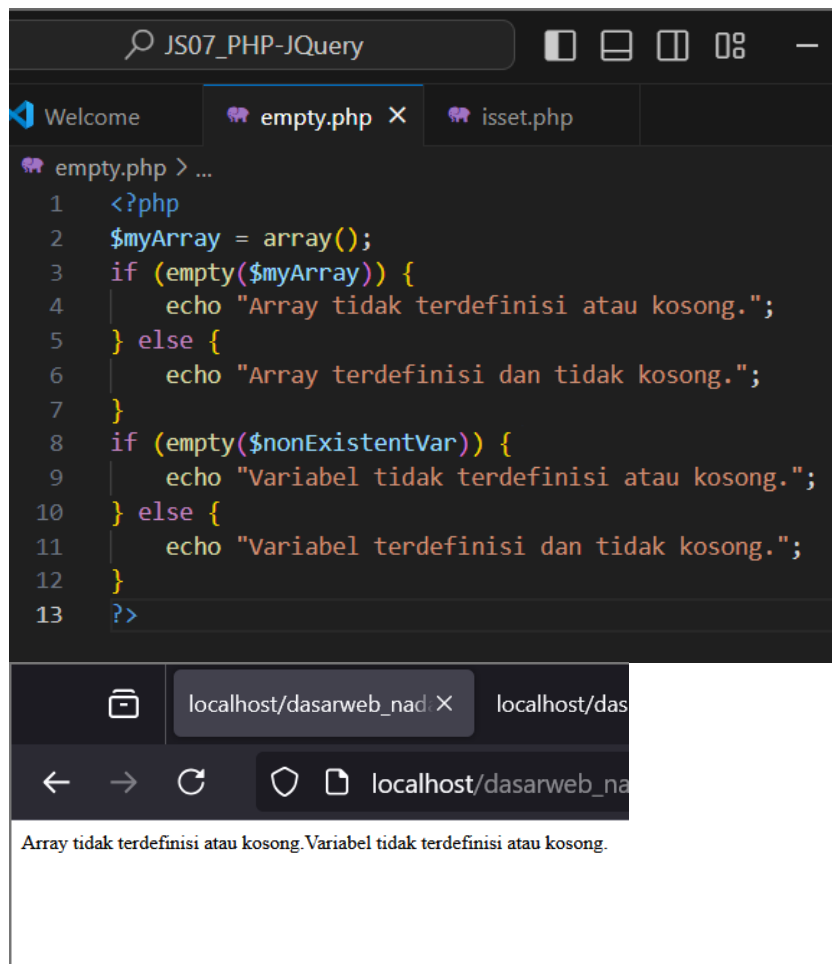 JS07_PHP-JQuery
Welcome empty.php isset.php
empty.php > ...
1 <?php
2 $myArray = array();
3 if (empty($myArray)) {
4 echo "Array tidak terdefinisi atau kosong.";
5 } else {
6 echo "Array terdefinisi dan tidak kosong.";
7 }
8 if (empty($nonExistentVar)) {
9 echo "Variabel tidak terdefinisi atau kosong.";
10 } else {
11 echo "Variabel terdefinisi dan tidak kosong.";
12 }
13 ?>
localhost/dasarweb_nad localhost/das
localhost/dasarweb_na
Array tidak terdefinisi atau kosong.Variabel tidak terdefinisi atau kosong.